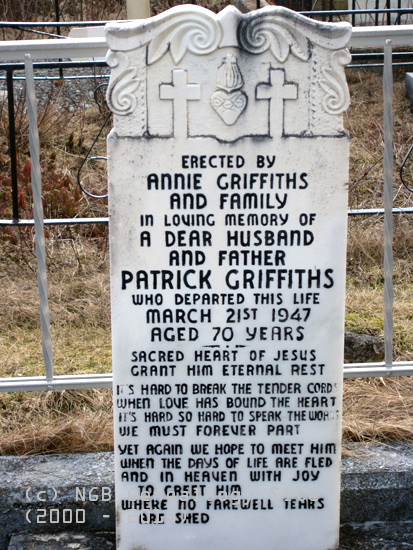 ERECTED BY
ANNIE GRIFFITHS
AND FAMILY
IN LOVING MEMORY OF
A DEAR HUSBAND
AND FATHER
PATRICK GRIFFITHS
WHO DEPARTED THIS LIFE
MARCH 21ST 1947
AGED 70 YEARS
SACRED HEART OF JESUS
GRANT HIM ETERNAL REST
IT'S HARD TO BREAK THE TENDER CORDS
WHEN LOVE HAS BOUND THE HEART
IT'S HARD SO HARD TO SPEAK THE WORDS
WE MUST FOREVER PART
YET AGAIN WE HOPE TO MEET HIM
WHEN THE DAYS OF LIFE ARE FLED
AND IN HEAVEN WITH JOY
TO GREET HIM
WHERE NO FAREWELL TEARS
ARE SHED
(c) NGB
(2000 -